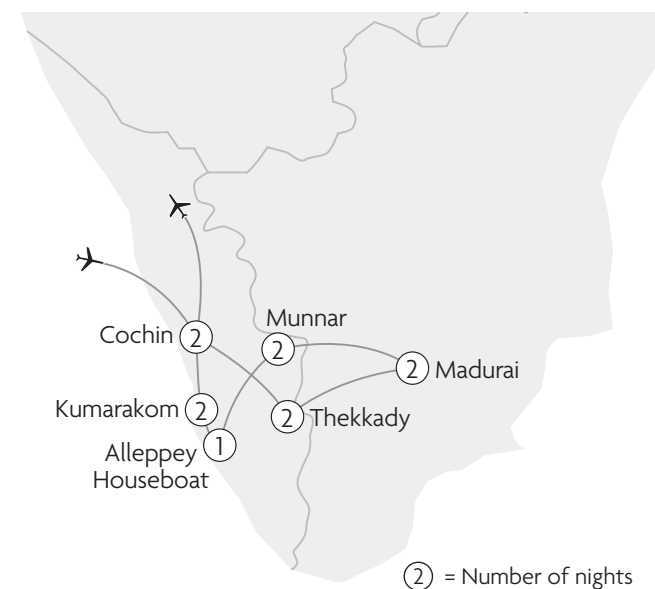 Munnar
2
Cochin 2
2 Madurai
Kumarakom 2
2 Thekkady
Alleppey 1
Houseboat
2 = Number of nights